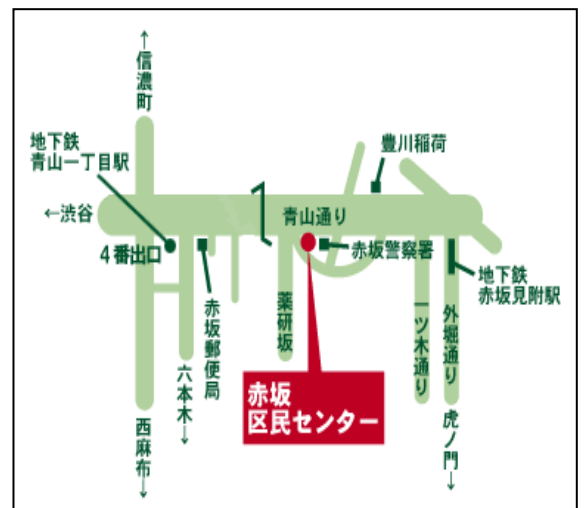 ↑信濃町
地下鉄
青山一丁目駅
豊川稲荷
←渋谷
青山通り
4番出口
赤坂警察署
地下鉄
赤坂見附駅
赤坂郵便局
薬研坂
一ツ木通り
外堀通り
六本木↓
赤坂
区民センター
西麻布↓
虎ノ門↓